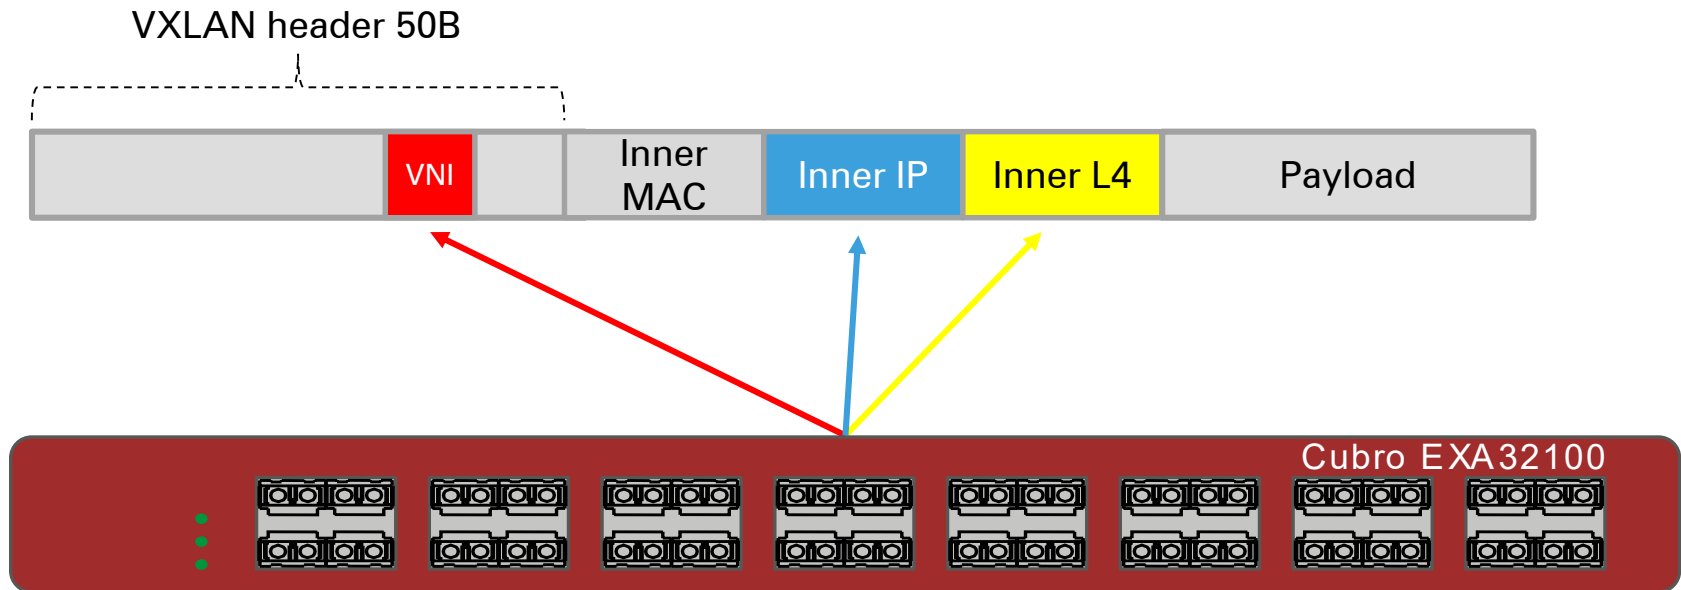 VXLAN header 50B
VNI
Inner
MAC
Inner IP
Inner L4
Payload
Cubro EXA32100